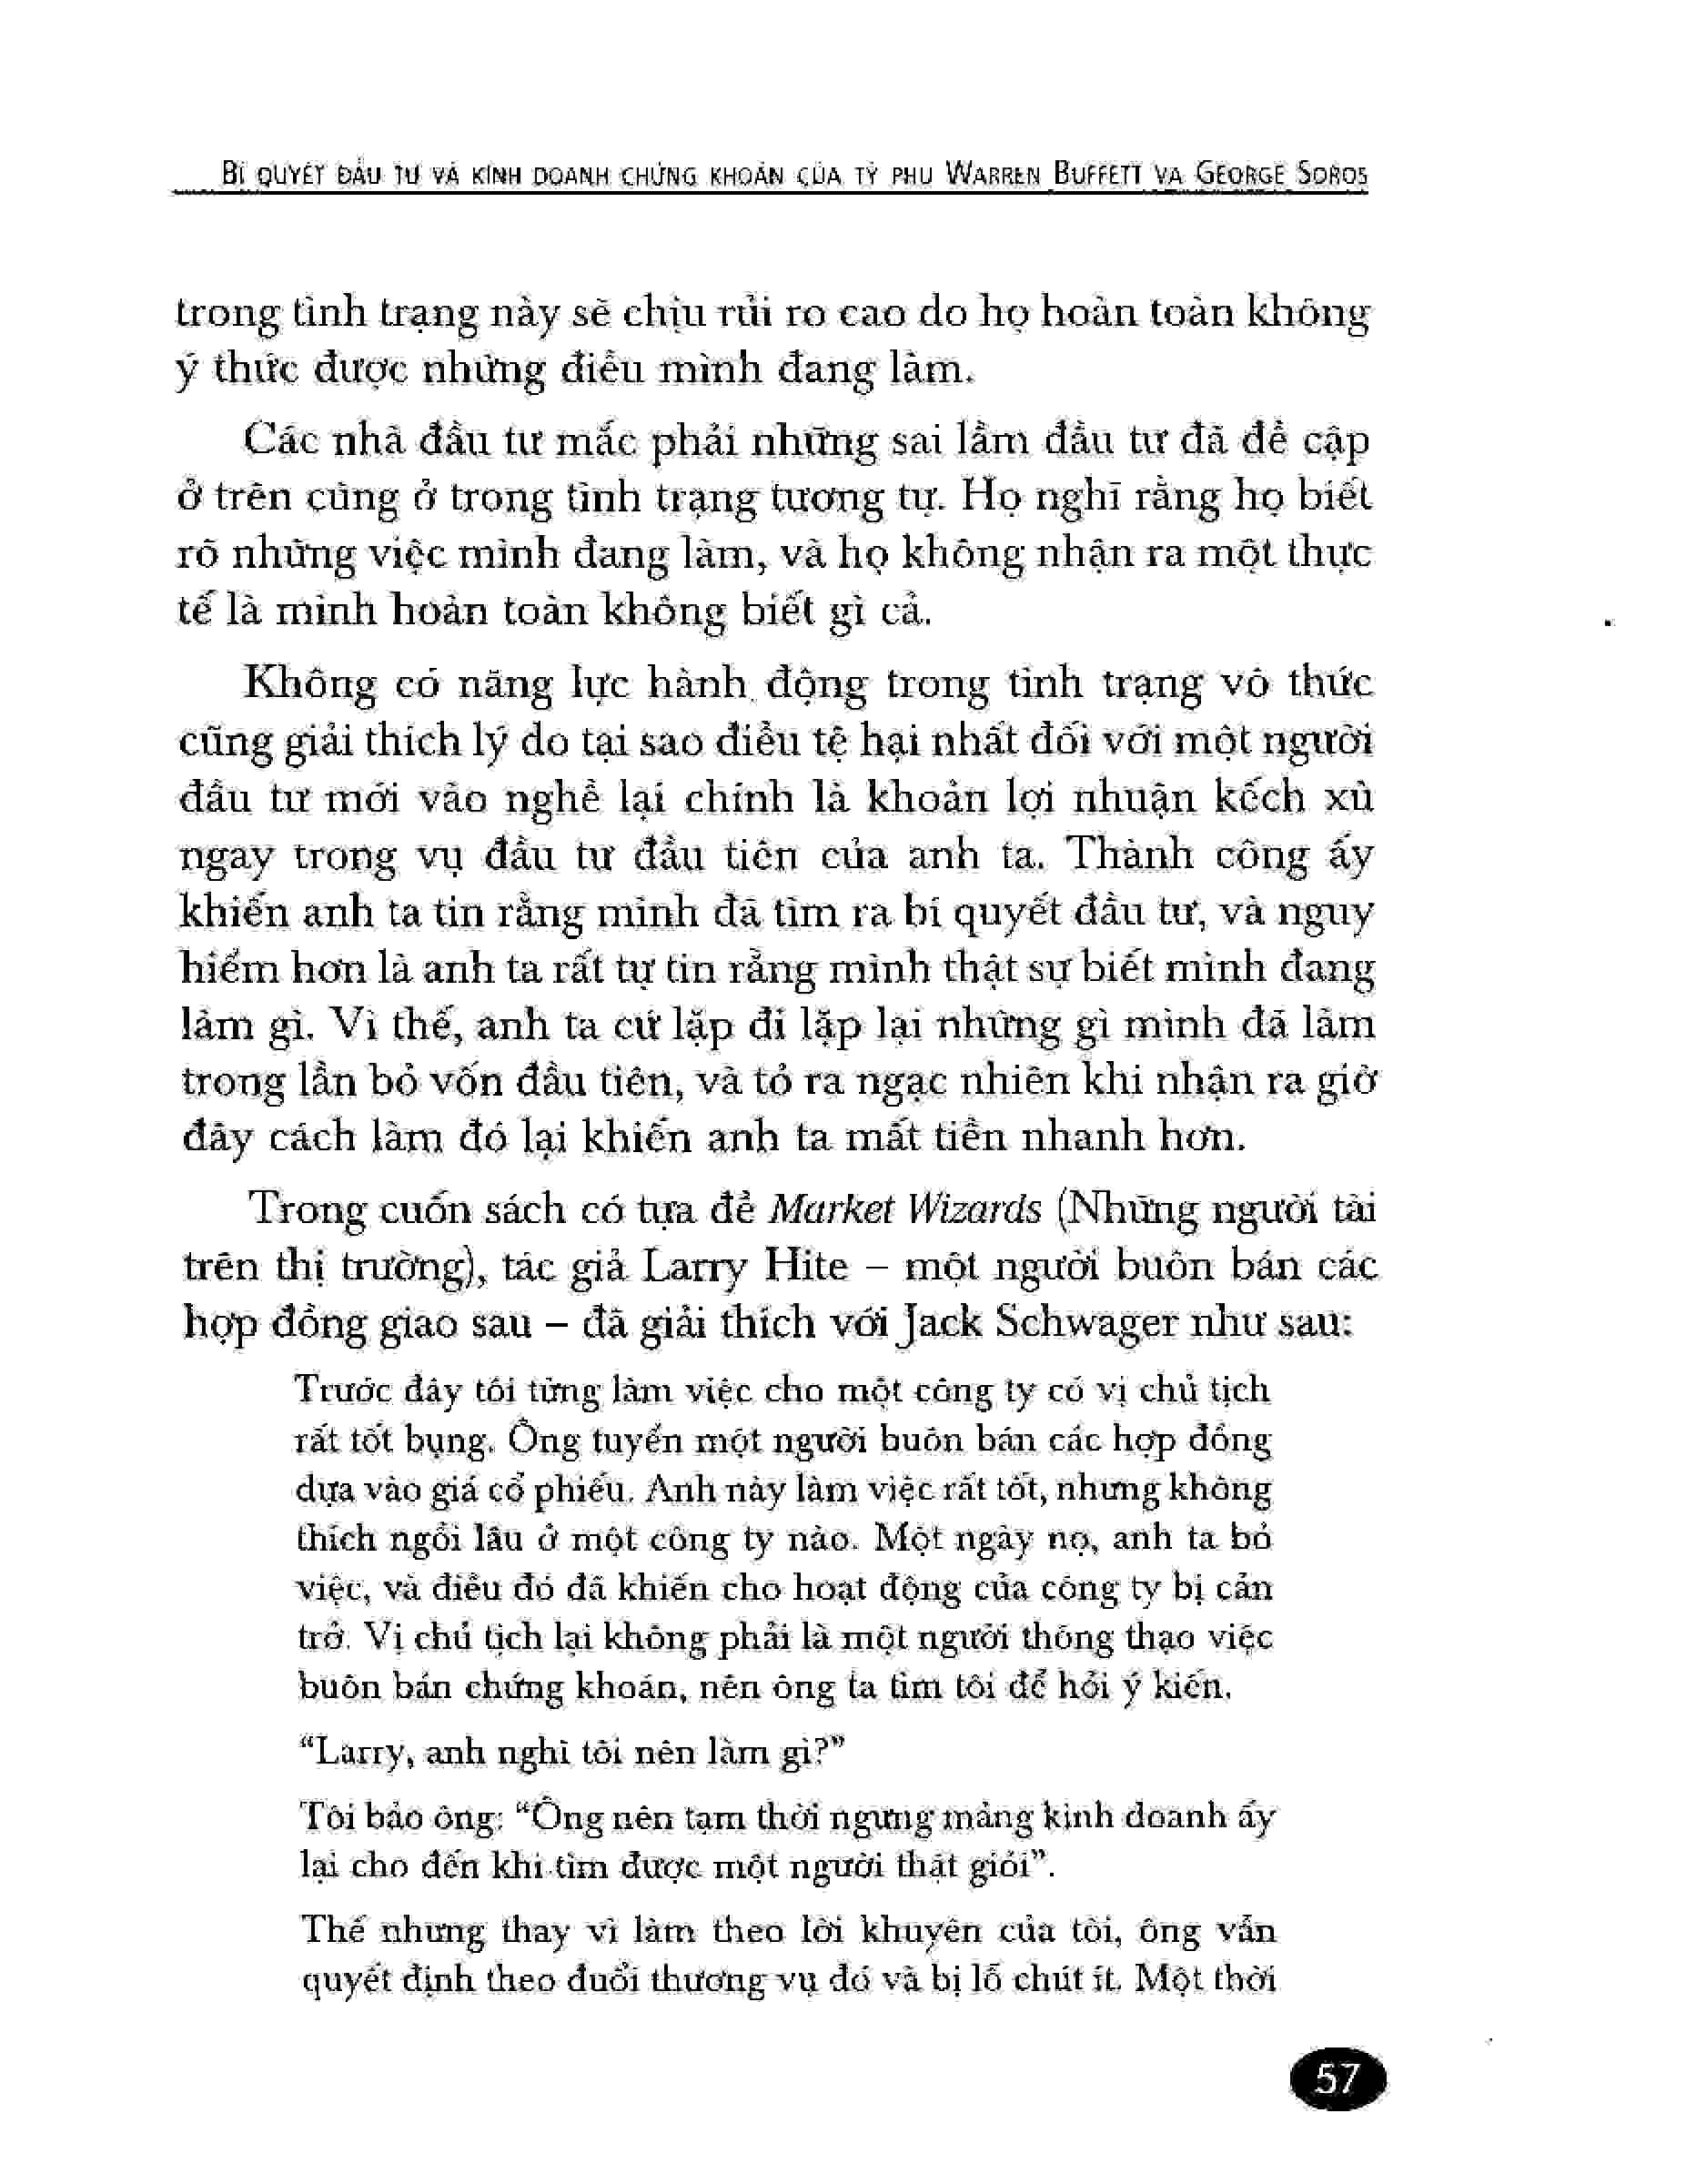 BÍ QUYẾT ĐẦU TƯ VÀ KINH DOANH CHỨNG KHOÁN CỦA TỶ PHÚ WARREN BUFFETT VÀ GEORGE SOROS
trong tình trạng này sẽ chịu rủi ro cao do họ hoàn toàn không
ý thức được những điều mình đang làm.
Các nhà đầu tư mắc phải những sai lầm đầu tư đã đề cập
ở trên cũng ở trong tình trạng tương tự. Họ nghĩ rằng họ biết
rõ những việc mình đang làm, và họ không nhận ra một thực
tế là mình hoàn toàn không biết gì cả.
Không có năng lực hành động trong tình trạng vô thức
cũng giải thích lý do tại sao điều tệ hại nhất đối với một người
đầu tư mới vào nghề lại chính là khoản lợi nhuận kếch xù
ngay trong vụ đầu tư đầu tiên của anh ta. Thành công ấy
khiến anh ta tin rằng mình đã tìm ra bí quyết đầu tư, và nguy
hiểm hơn là anh ta rất tự tin rằng mình thật sự biết mình đang
làm gì. Vì thế, anh ta cứ lặp đi lặp lại những gì mình đã làm
trong lần bỏ vốn đầu tiên, và tỏ ra ngạc nhiên khi nhận ra giờ
đây cách làm đó lại khiến anh ta mất tiền nhanh hơn.
Trong cuốn sách có tựa đề Market Wizards (Những người tài
trên thị trường), tác giả Larry Hite – một người buôn bán các
hợp đồng giao sau – đã giải thích với Jack Schwager như sau:
Trước đây tôi từng làm việc cho một công ty có vị chủ tịch
rất tốt bụng. Ông tuyển một người buôn bán các hợp đồng
dựa vào giá cổ phiếu. Anh này làm việc rất tốt, nhưng không
thích ngồi lâu ở một công ty nào. Một ngày nọ, anh ta bỏ
việc, và điều đó đã khiến cho hoạt động của công ty bị cản
trở. Vị chủ tịch lại không phải là một người thông thạo việc
buôn bán chứng khoán, nên ông ta tìm tôi để hỏi ý kiến.
“Larry, anh nghĩ tôi nên làm gì?”
Tôi bảo ông: “Ông nên tạm thời ngưng mảng kinh doanh ấy
lại cho đến khi tìm được một người thật giỏi”.
Thế nhưng thay vì làm theo lời khuyên của tôi, ông vẫn
quyết định theo đuổi thương vụ đó và bị lỗ chút ít. Một thời
57